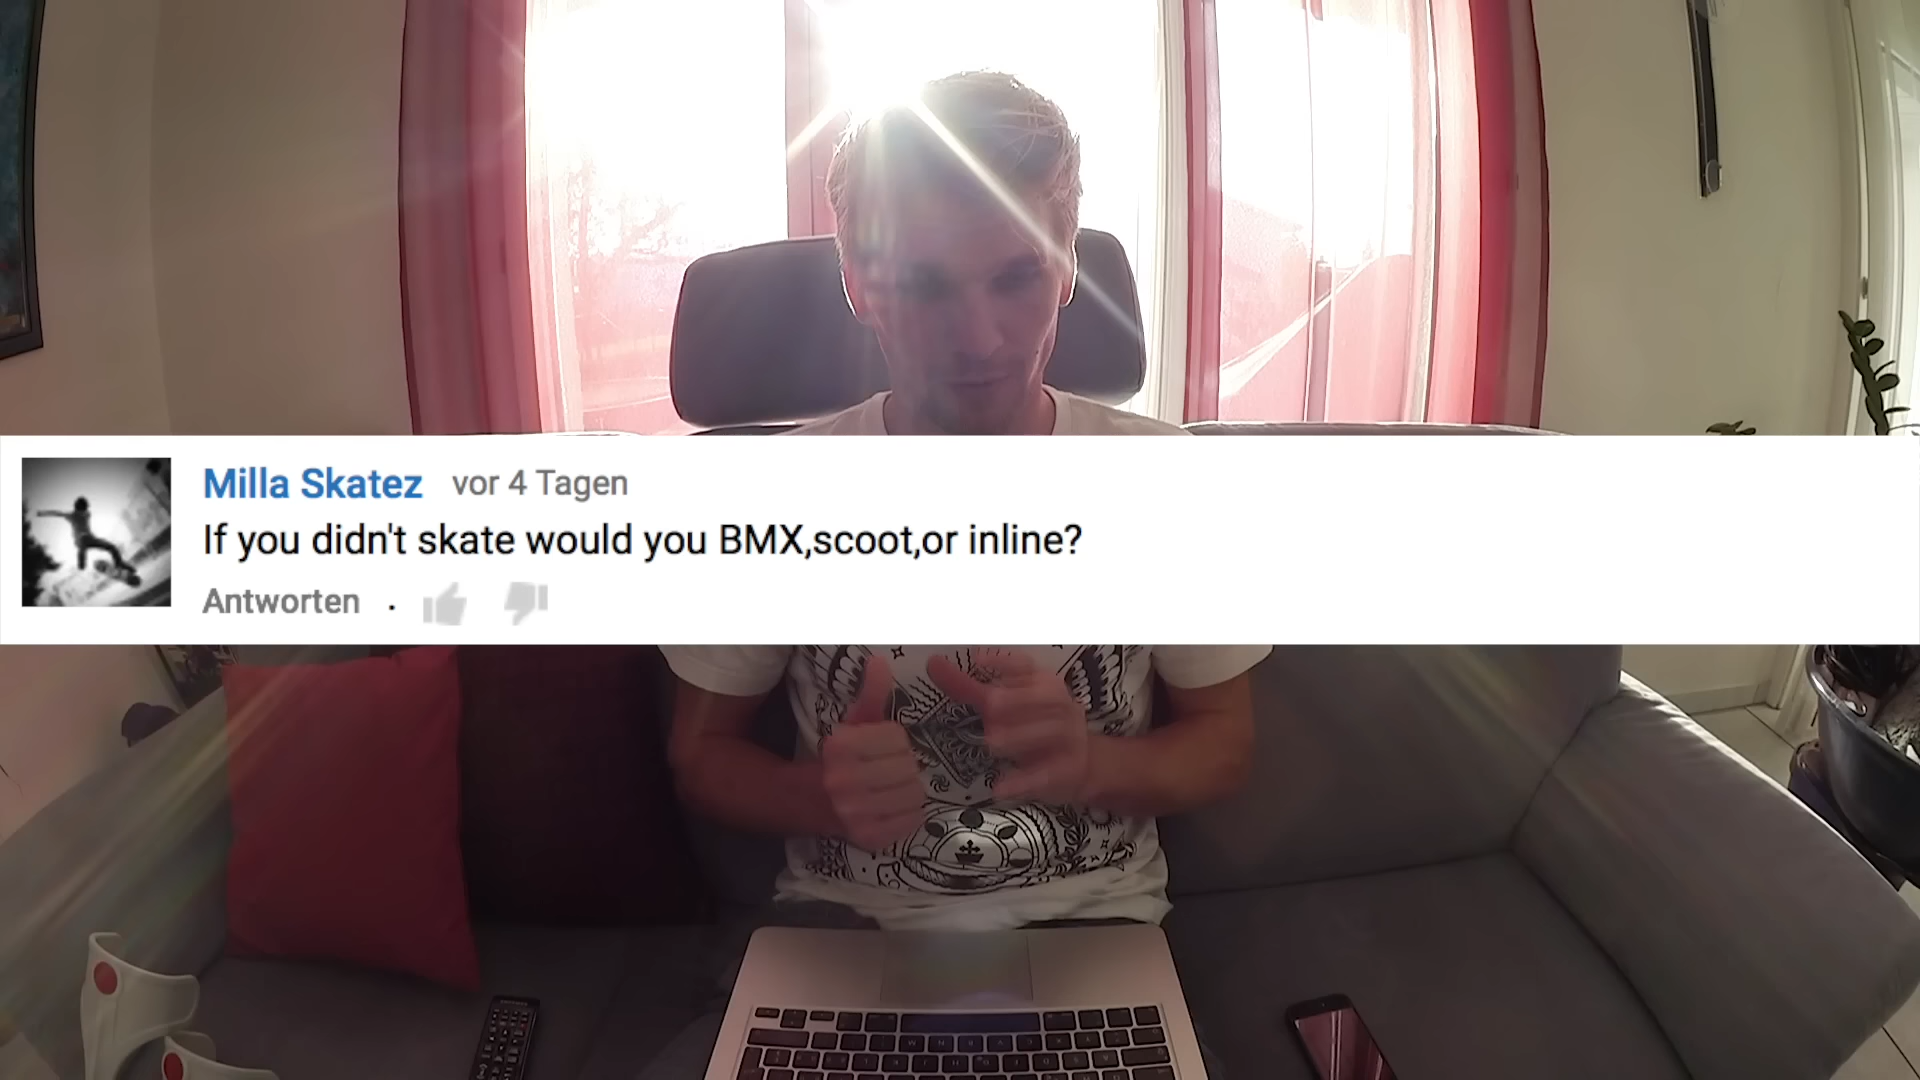 Milla Skatez vor 4 Tagen
If you didn't skate would you BMX,scoot,or inline?
Antworten .